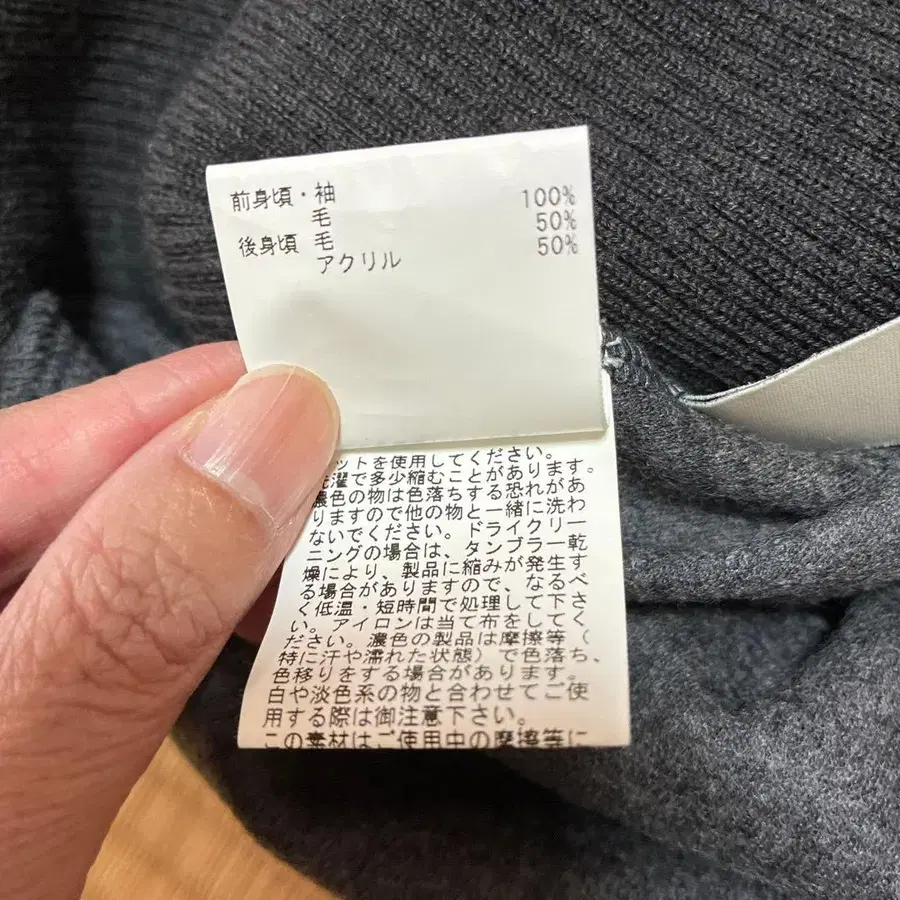 前身頃・袖
毛 100%
後身頃 毛 50%
アクリル 50%
ットを使用してください。
洗濯で多少縮むことがあります。
濃色の物は色落ちする恐れがあ
りますので他の物と一緒に洗わ
ないでください。ドライクリー
ニングの場合は、タンブラー乾
燥により、製品に縮みが発生す
る場合がありますので、なるべ
く低温・短時間で処理して下さ
い。アイロンは当て布をしてく
ださい。濃色の製品は摩擦等（
特に汗や濡れた状態）で色落ち、
色移りをする場合があります。
白や淡色系の物と合わせてご使
用する際は御注意下さい。
この素材はご使用中の摩擦等に